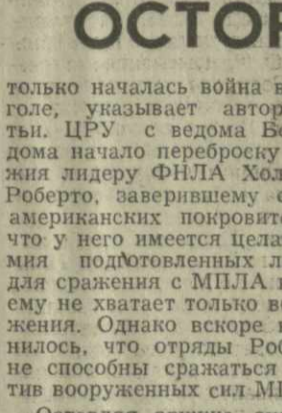 ОСТОР
только началась война в
голе, указывает автор
тьи. ЦРУ с ведома Бе
дома начало переброску
жия лидеру ФНЛА Хол
Роберто, заверившему с
американских покровит
что у него имеется цела
мия подготовленных л
для сражения с МПЛА и
ему не хватает только в
жения. Однако вскоре в
нилось, что отряды Роб
не способны сражаться
тив вооруженных сил МП